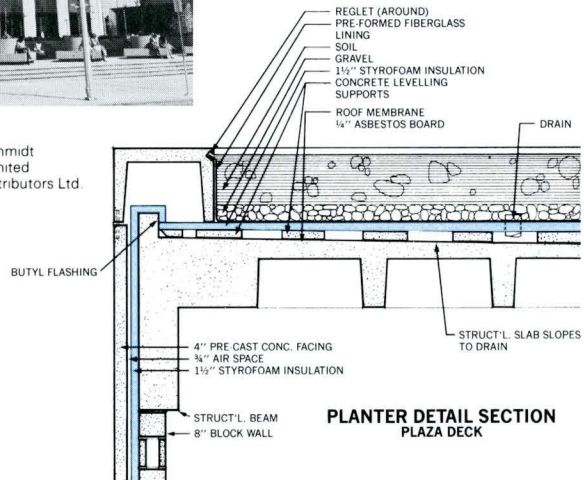 REGLET (AROUND)
PRE-FORMED FIBERGLASS
LINING
SOIL
GRAVEL
1½" STYROFOAM INSULATION
CONCRETE LEVELLING
SUPPORTS
ROOF MEMBRANE
¼" ASBESTOS BOARD
DRAIN
hmidt
nited
tributors Ltd.
BUTYL FLASHING
4" PRE-CAST CONC. FACING
¾" AIR SPACE
1½" STYROFOAM INSULATION
STRUCT'L. SLAB SLOPES
TO DRAIN
STRUCT'L. BEAM
8" BLOCK WALL
PLANTER DETAIL SECTION
PLAZA DECK